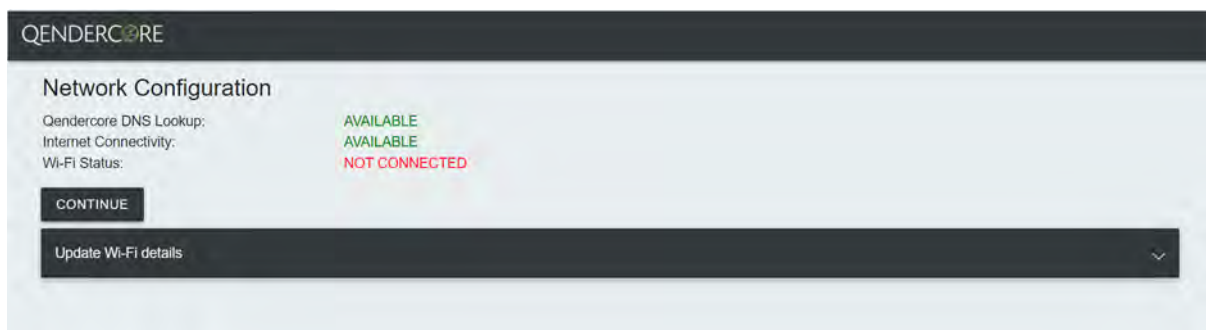 QENDERCORE
Network Configuration
Qendercore DNS Lookup: AVAILABLE
Internet Connectivity: AVAILABLE
Wi-Fi Status: NOT CONNECTED
CONTINUE
Update Wi-Fi details